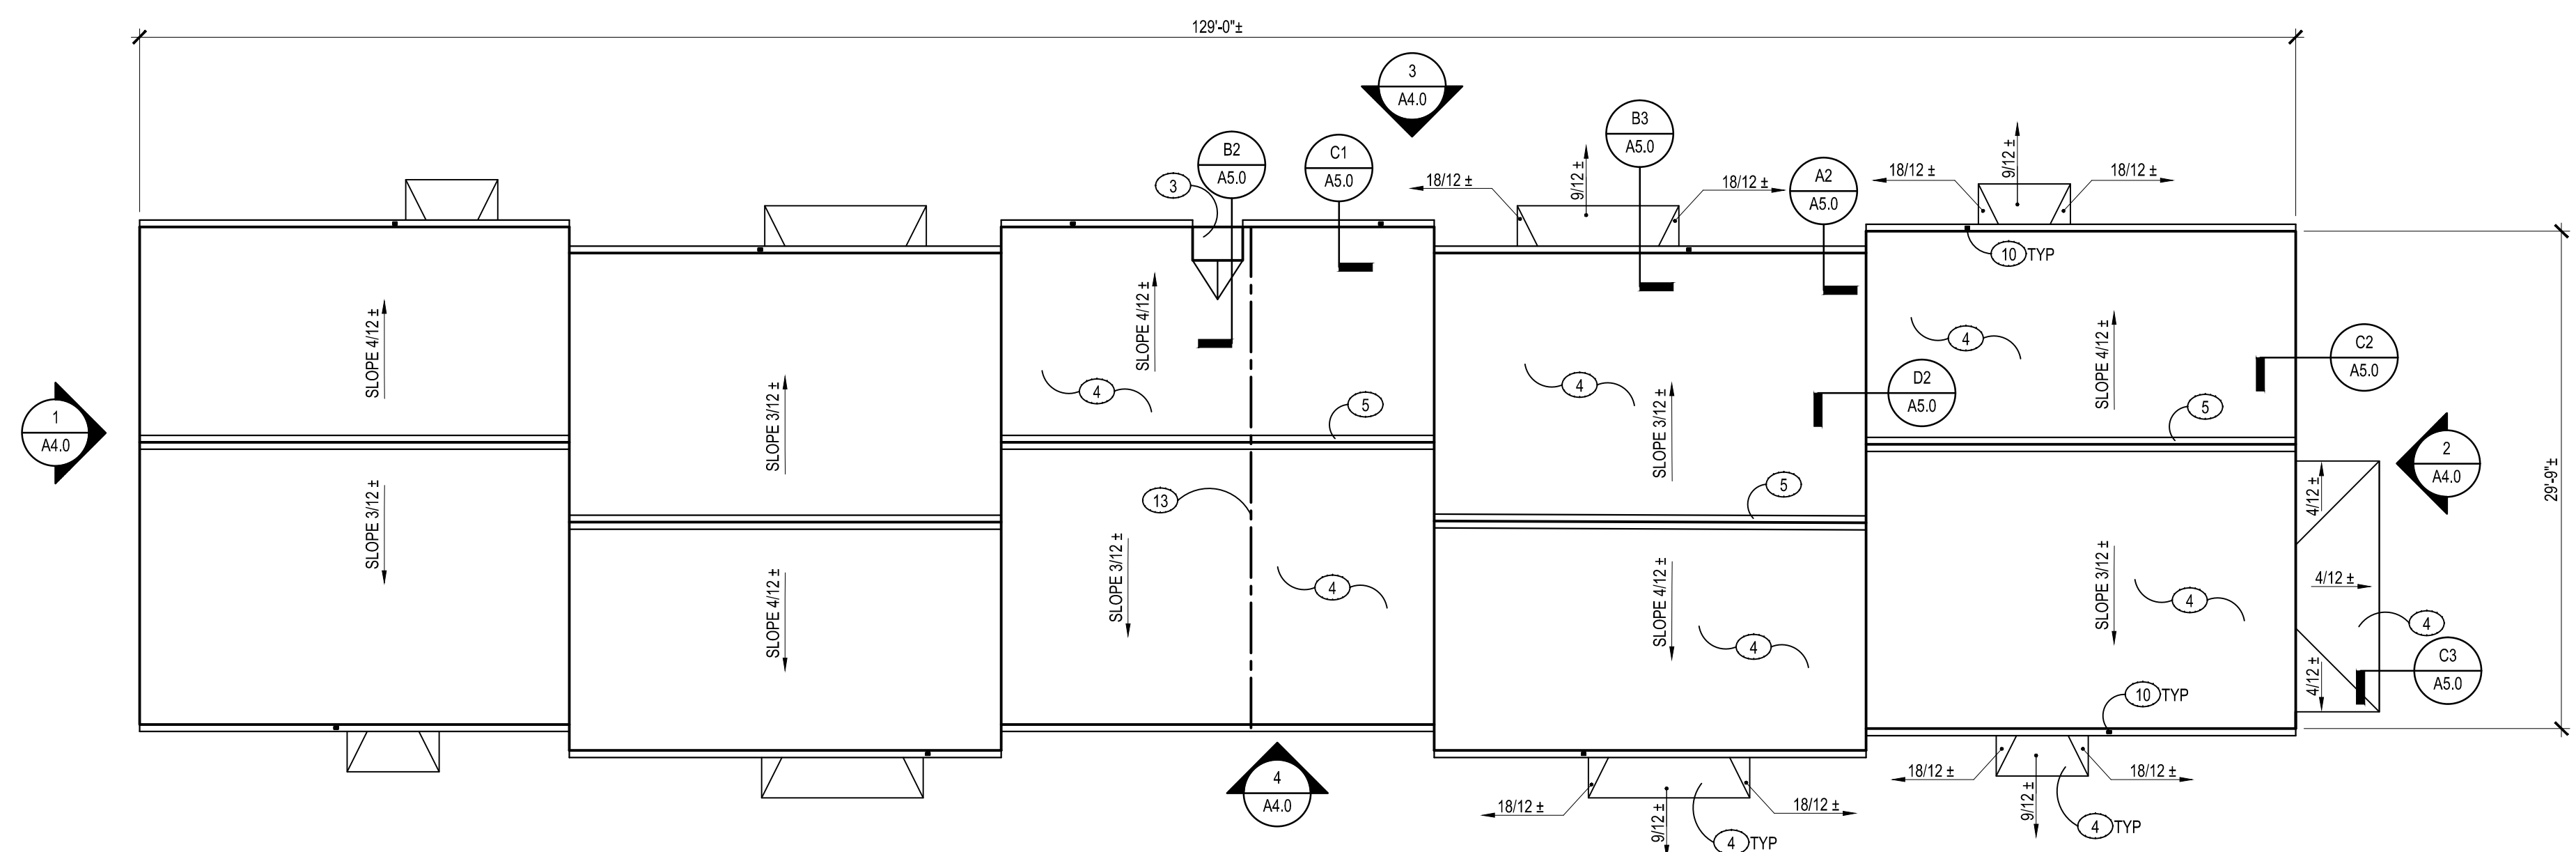 129'-0"±
3
A4.0
B3
A5.0
B2
A5.0
C1
A5.0
3
18/12 ±
9/12 ±
18/12 ±
A2
A5.0
18/12 ±
9/12 ±
18/12 ±
10 TYP
SLOPE 4/12 ±
SLOPE 3/12 ±
SLOPE 4/12 ±
SLOPE 3/12 ±
SLOPE 4/12 ±
4
4
4
C2
A5.0
D2
A5.0
5
5
5
1
A4.0
2
A4.0
29'-9"±
13
SLOPE 3/12 ±
SLOPE 4/12 ±
SLOPE 3/12 ±
SLOPE 4/12 ±
SLOPE 3/12 ±
4
4
4
4/12 ±
4/12 ±
4/12 ±
4
C3
A5.0
10 TYP
4
A4.0
18/12 ±
9/12 ±
18/12 ±
4 TYP
18/12 ±
9/12 ±
18/12 ±
4 TYP